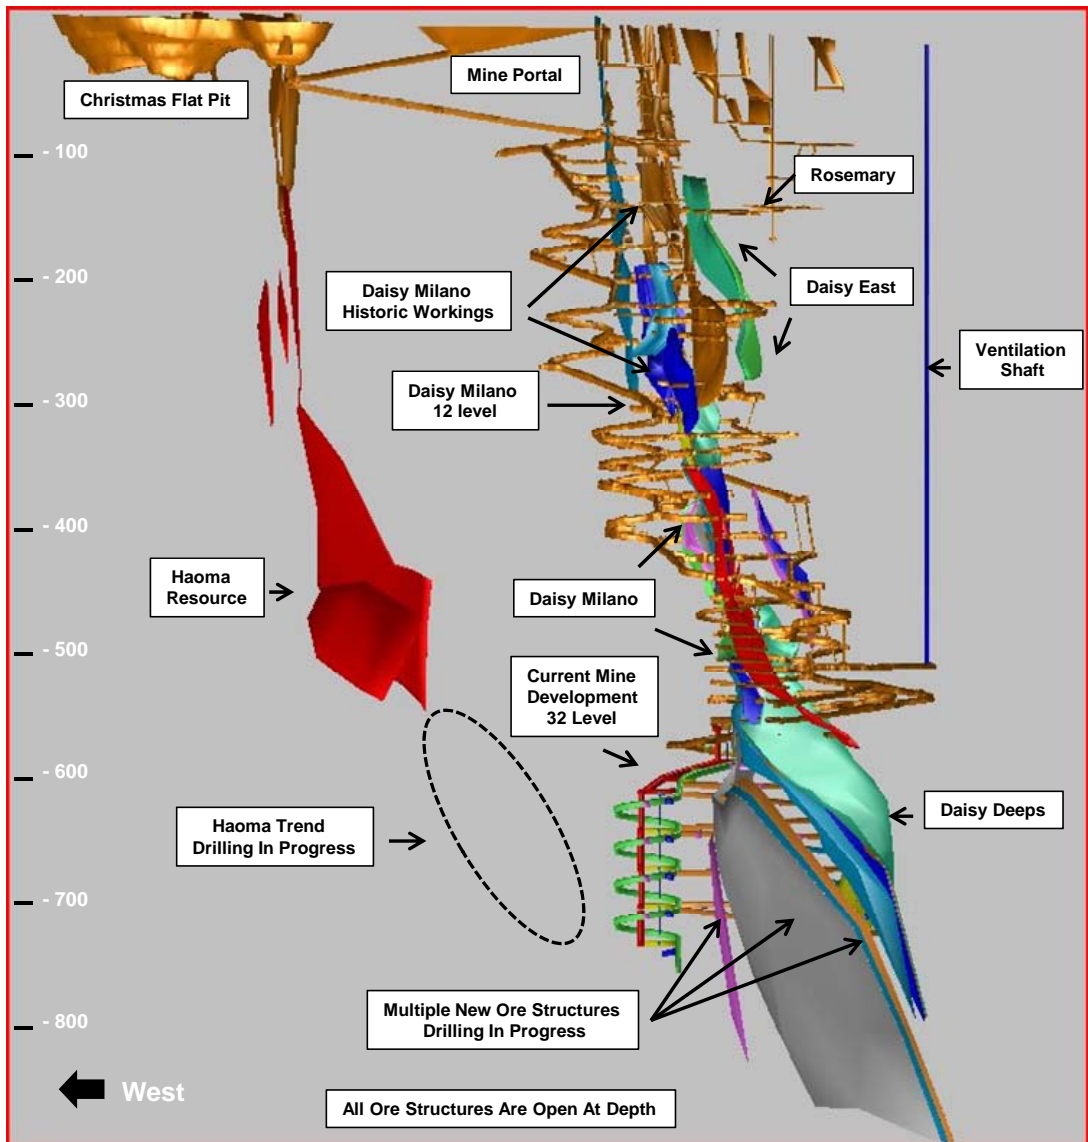 Mine Portal
Christmas Flat Pit
- 100
Rosemary
- 200
Daisy Milano
Historic Workings
Daisy East
Ventilation
Shaft
Daisy Milano
12 level
- 300
- 400
Haoma
Resource
Daisy Milano
- 500
Current Mine
Development
32 Level
- 600
Daisy Deeps
Haoma Trend
Drilling In Progress
- 700
Multiple New Ore Structures
Drilling In Progress
- 800
West
All Ore Structures Are Open At Depth